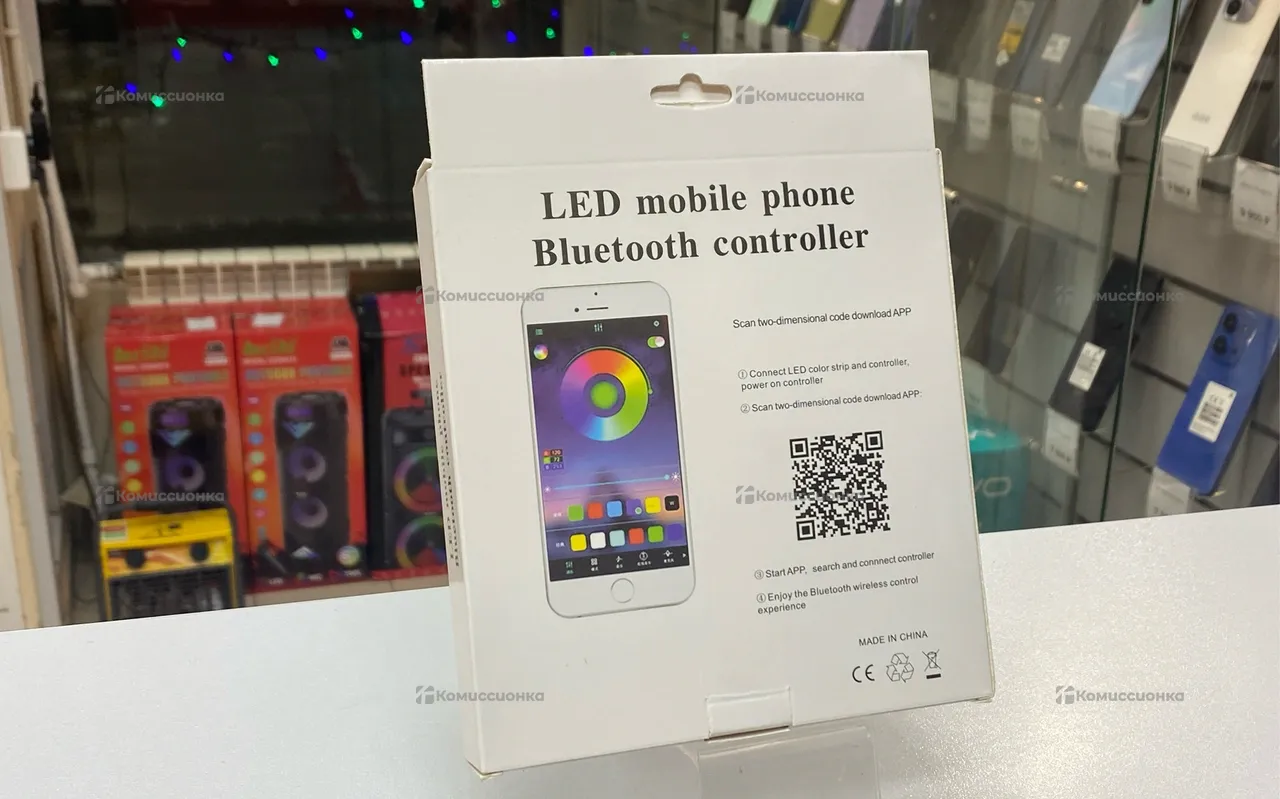 Комиссионка
Комиссионка
LED mobile phone
Bluetooth controller
Комиссионка
Комиссионка
Scan two-dimensional code download APP
① Connect LED color strip and controller,
power on controller
② Scan two-dimensional code download APP:
Комиссионка
Комиссионка
③ Start APP, search and connnect controller
④ Enjoy the Bluetooth wireless control
experience
MADE IN CHINA
CE
Комиссионка
Комиссионка